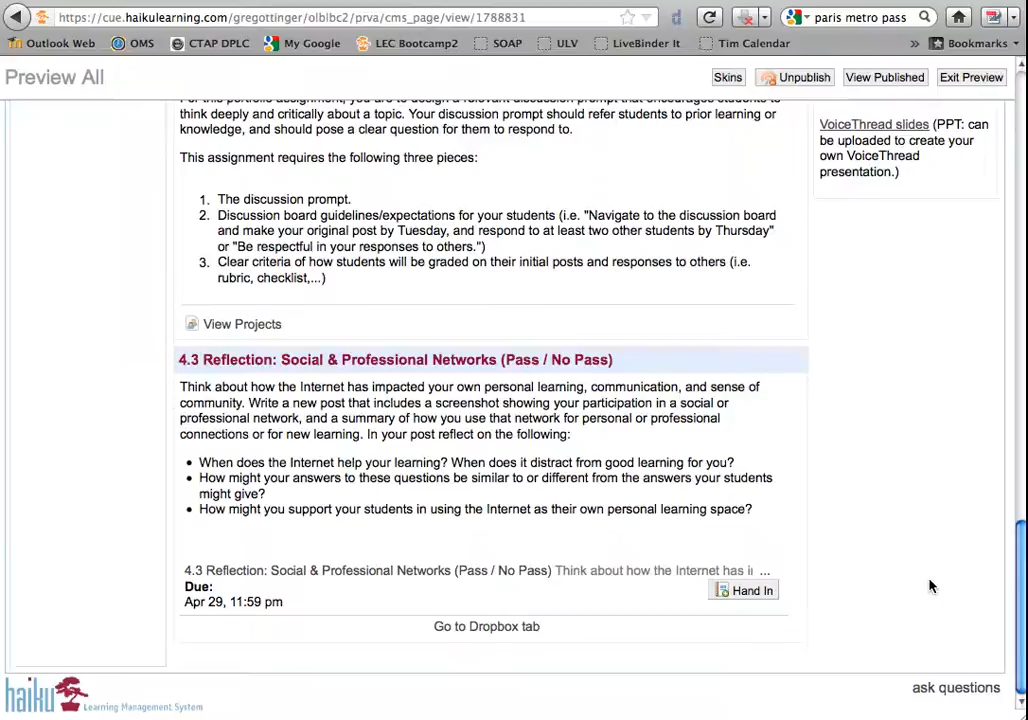 https://cue.haikulearning.com/gregottinger/olblbc2/prva/cms_page/view/1788831
paris metro pass
Outlook Web
OMS
CTAP DPLC
My Google
LEC Bootcamp2
SOAP
ULV
LiveBinder It
Tim Calendar
»
Bookmarks
Preview All
Skins
Unpublish
View Published
Exit Preview
For this portfolio assignment, you are to design a relevant discussion prompt that encourages students to
think deeply and critically about a topic. Your discussion prompt should refer students to prior learning or
knowledge, and should pose a clear question for them to respond to.
This assignment requires the following three pieces:
1. The discussion prompt.
2. Discussion board guidelines/expectations for your students (i.e. "Navigate to the discussion board
and make your original post by Tuesday, and respond to at least two other students by Thursday"
or "Be respectful in your responses to others.")
3. Clear criteria of how students will be graded on their initial posts and responses to others (i.e.
rubric, checklist,...)
View Projects
VoiceThread slides (PPT: can
be uploaded to create your
own VoiceThread
presentation.)
4.3 Reflection: Social & Professional Networks (Pass / No Pass)
Think about how the Internet has impacted your own personal learning, communication, and sense of
community. Write a new post that includes a screenshot showing your participation in a social or
professional network, and a summary of how you use that network for personal or professional
connections or for new learning. In your post reflect on the following:
• When does the Internet help your learning? When does it distract from good learning for you?
• How might your answers to these questions be similar to or different from the answers your students
might give?
• How might you support your students in using the Internet as their own personal learning space?
4.3 Reflection: Social & Professional Networks (Pass / No Pass) Think about how the Internet has i ...
Due:
Apr 29, 11:59 pm
Hand In
Go to Dropbox tab
haiku Learning Management System
ask questions